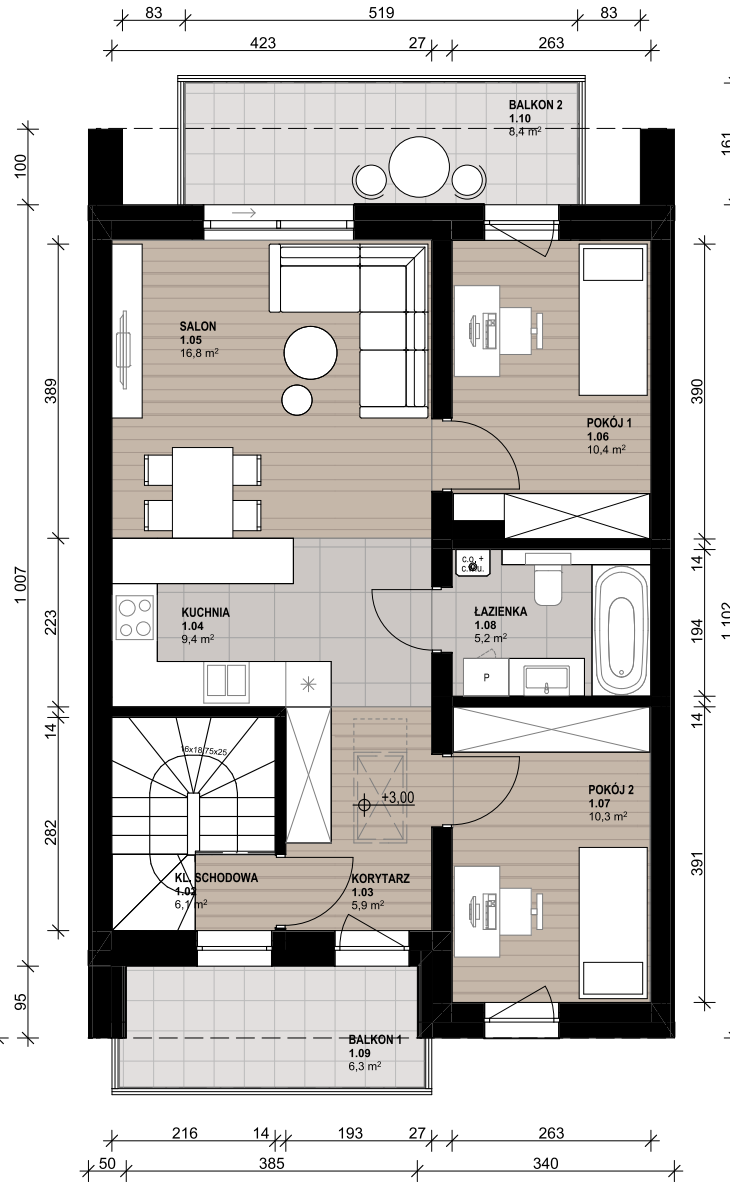 83
519
83
423
27
263
BALKON 2
1.10
8,4 m²
100
161
SALON
1.05
16,8 m²
389
390
POKÓJ 1
1.06
10,4 m²
1 007
c.o. +
c.w.u.
14
KUCHNIA
1.04
9,4 m²
223
ŁAZIENKA
1.08
5,2 m²
194
1 102
P
14
14
16x18,75x25
+3,00
POKÓJ 2
1.07
10,3 m²
282
391
KL. SCHODOWA
1.02
6,1 m²
KORYTARZ
1.03
5,9 m²
95
BALKON 1
1.09
6,3 m²
216
14
193
27
263
50
385
340